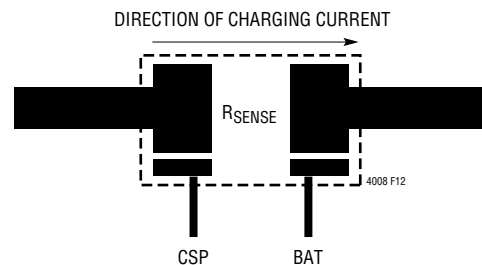 DIRECTION OF CHARGING CURRENT
RSENSE
4008 F12
CSP BAT